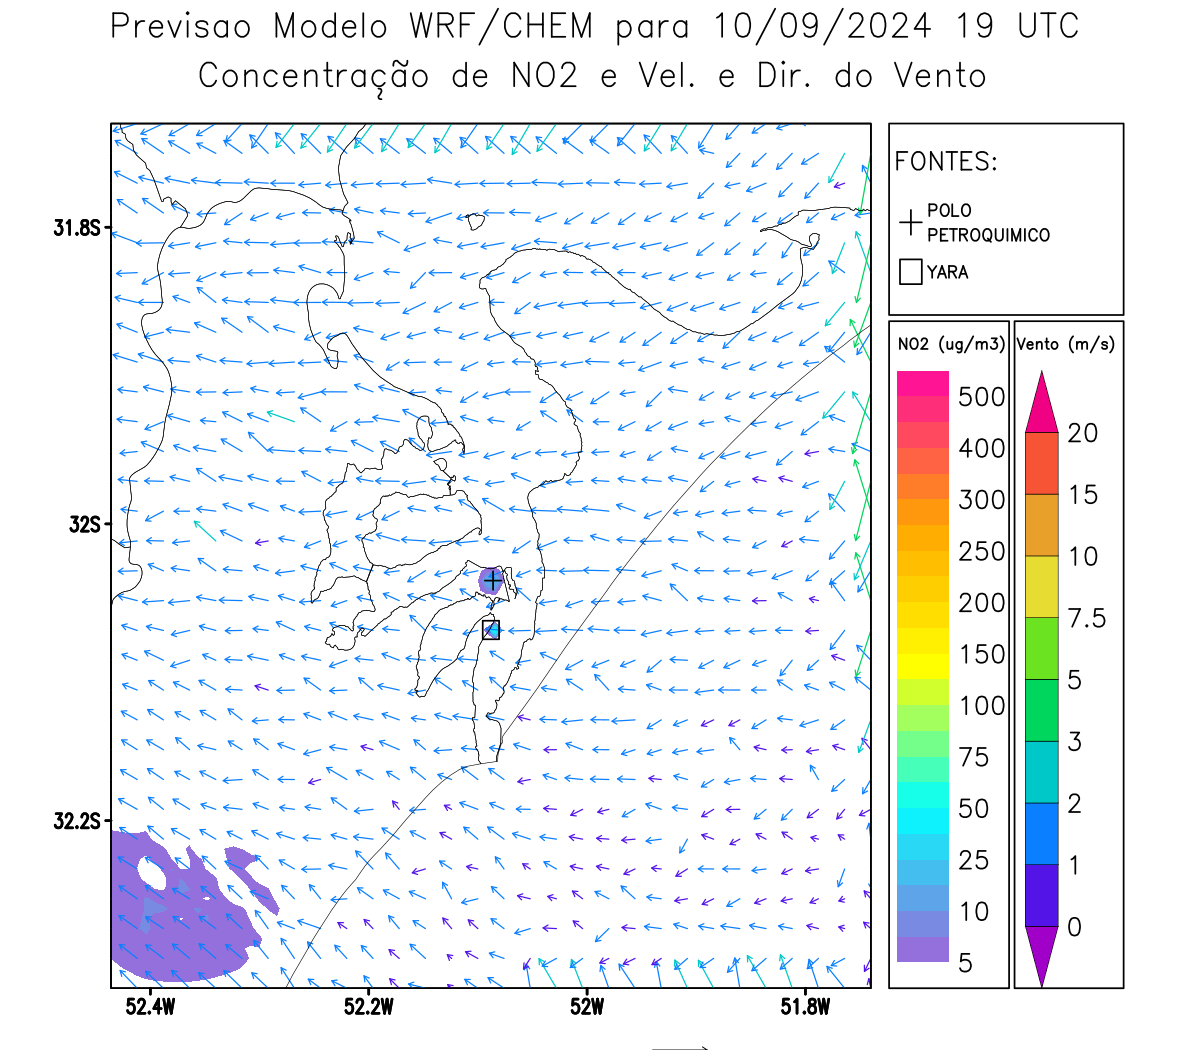 Previsao Modelo WRF/CHEM para 10/09/2024 19 UTC
Concentração de NO2 e Vel. e Dir. do Vento
FONTES:
POLO
PETROQUIMICO
YARA
NO2 (ug/m3)
500
400
300
250
200
150
100
75
50
25
10
5
Vento (m/s)
20
15
10
7.5
5
3
2
1
0
31.8S
32S
32.2S
52.4W
52.2W
52W
51.8W